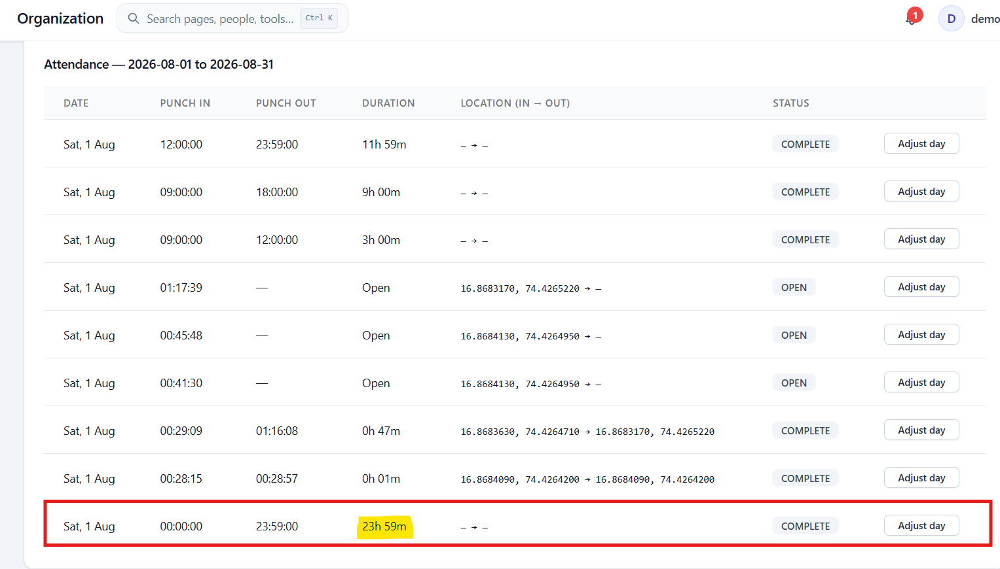 Organization Search pages, people, tools... Ctrl K 1 D demo
Attendance — 2026-08-01 to 2026-08-31
DATE PUNCH IN PUNCH OUT DURATION LOCATION (IN → OUT) STATUS
Sat, 1 Aug 12:00:00 23:59:00 11h 59m — → — COMPLETE Adjust day
Sat, 1 Aug 09:00:00 18:00:00 9h 00m — → — COMPLETE Adjust day
Sat, 1 Aug 09:00:00 12:00:00 3h 00m — → — COMPLETE Adjust day
Sat, 1 Aug 01:17:39 — Open 16.8683170, 74.4265220 → — OPEN Adjust day
Sat, 1 Aug 00:45:48 — Open 16.8684130, 74.4264950 → — OPEN Adjust day
Sat, 1 Aug 00:41:30 — Open 16.8684130, 74.4264950 → — OPEN Adjust day
Sat, 1 Aug 00:29:09 01:16:08 0h 47m 16.8683630, 74.4264710 → 16.8683170, 74.4265220 COMPLETE Adjust day
Sat, 1 Aug 00:28:15 00:28:57 0h 01m 16.8684090, 74.4264200 → 16.8684090, 74.4264200 COMPLETE Adjust day
Sat, 1 Aug 00:00:00 23:59:00 23h 59m — → — COMPLETE Adjust day